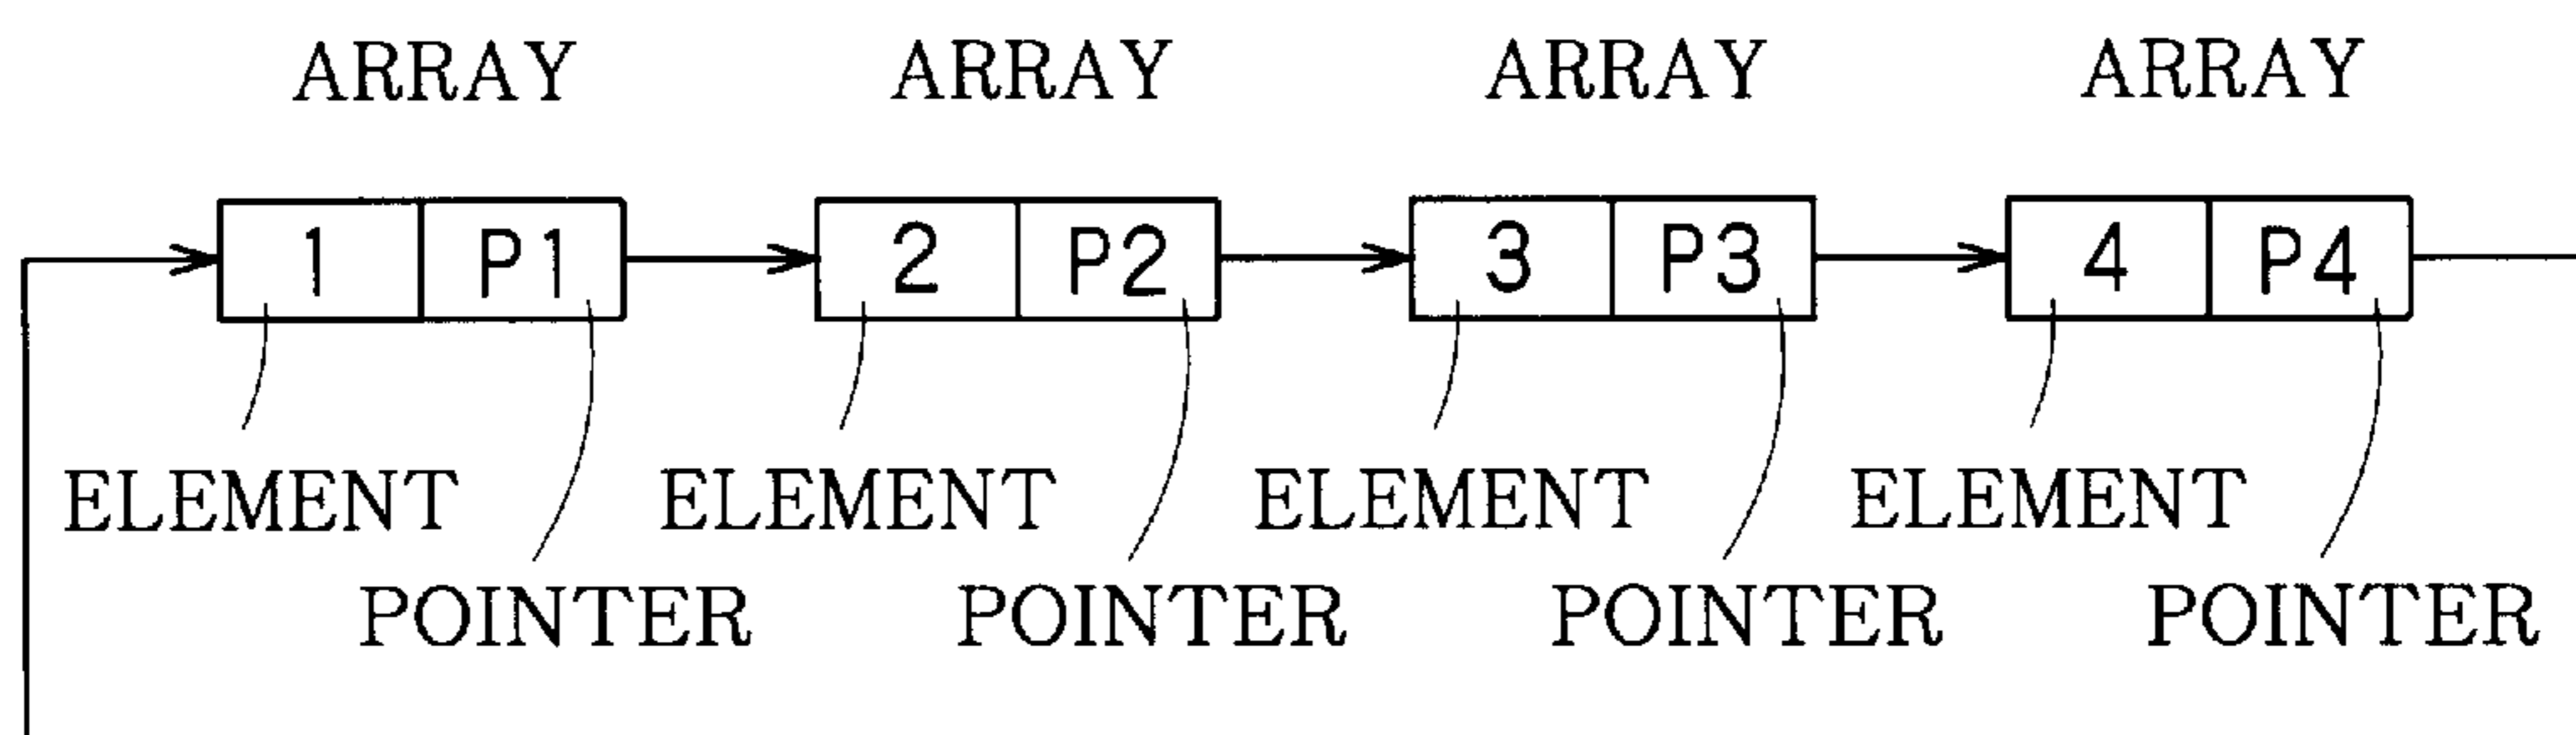 ARRAY ARRAY ARRAY ARRAY
1 P1 2 P2 3 P3 4 P4
ELEMENT ELEMENT ELEMENT ELEMENT
POINTER POINTER POINTER POINTER